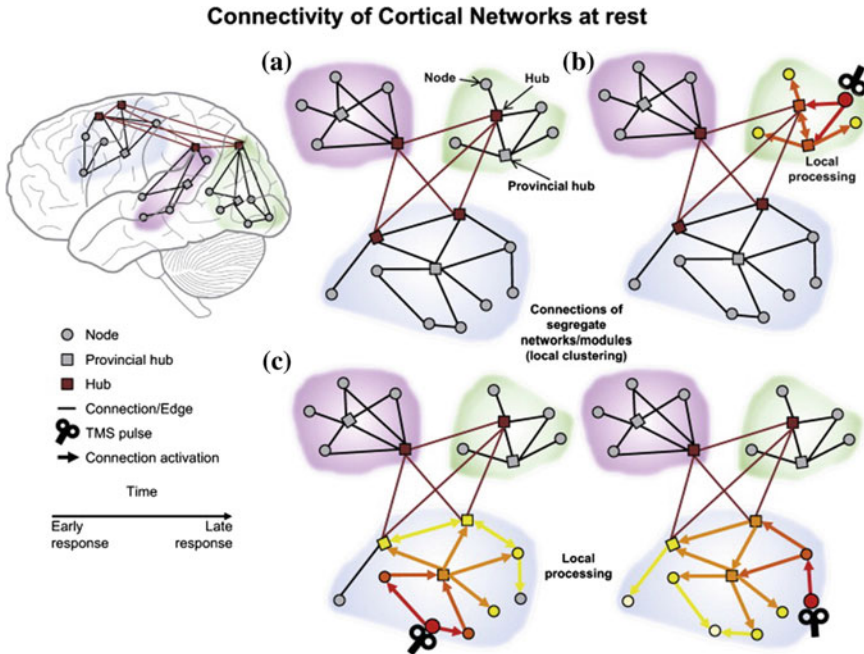 Connectivity of Cortical Networks at rest
(a)
Node
Hub
Provincial hub
(b)
Local
processing
Connections of
segregate
networks/modules
(local clustering)
Node
Provincial hub
Hub
Connection/Edge
TMS pulse
Connection activation
Time
Early
response
Late
response
(c)
Local
processing